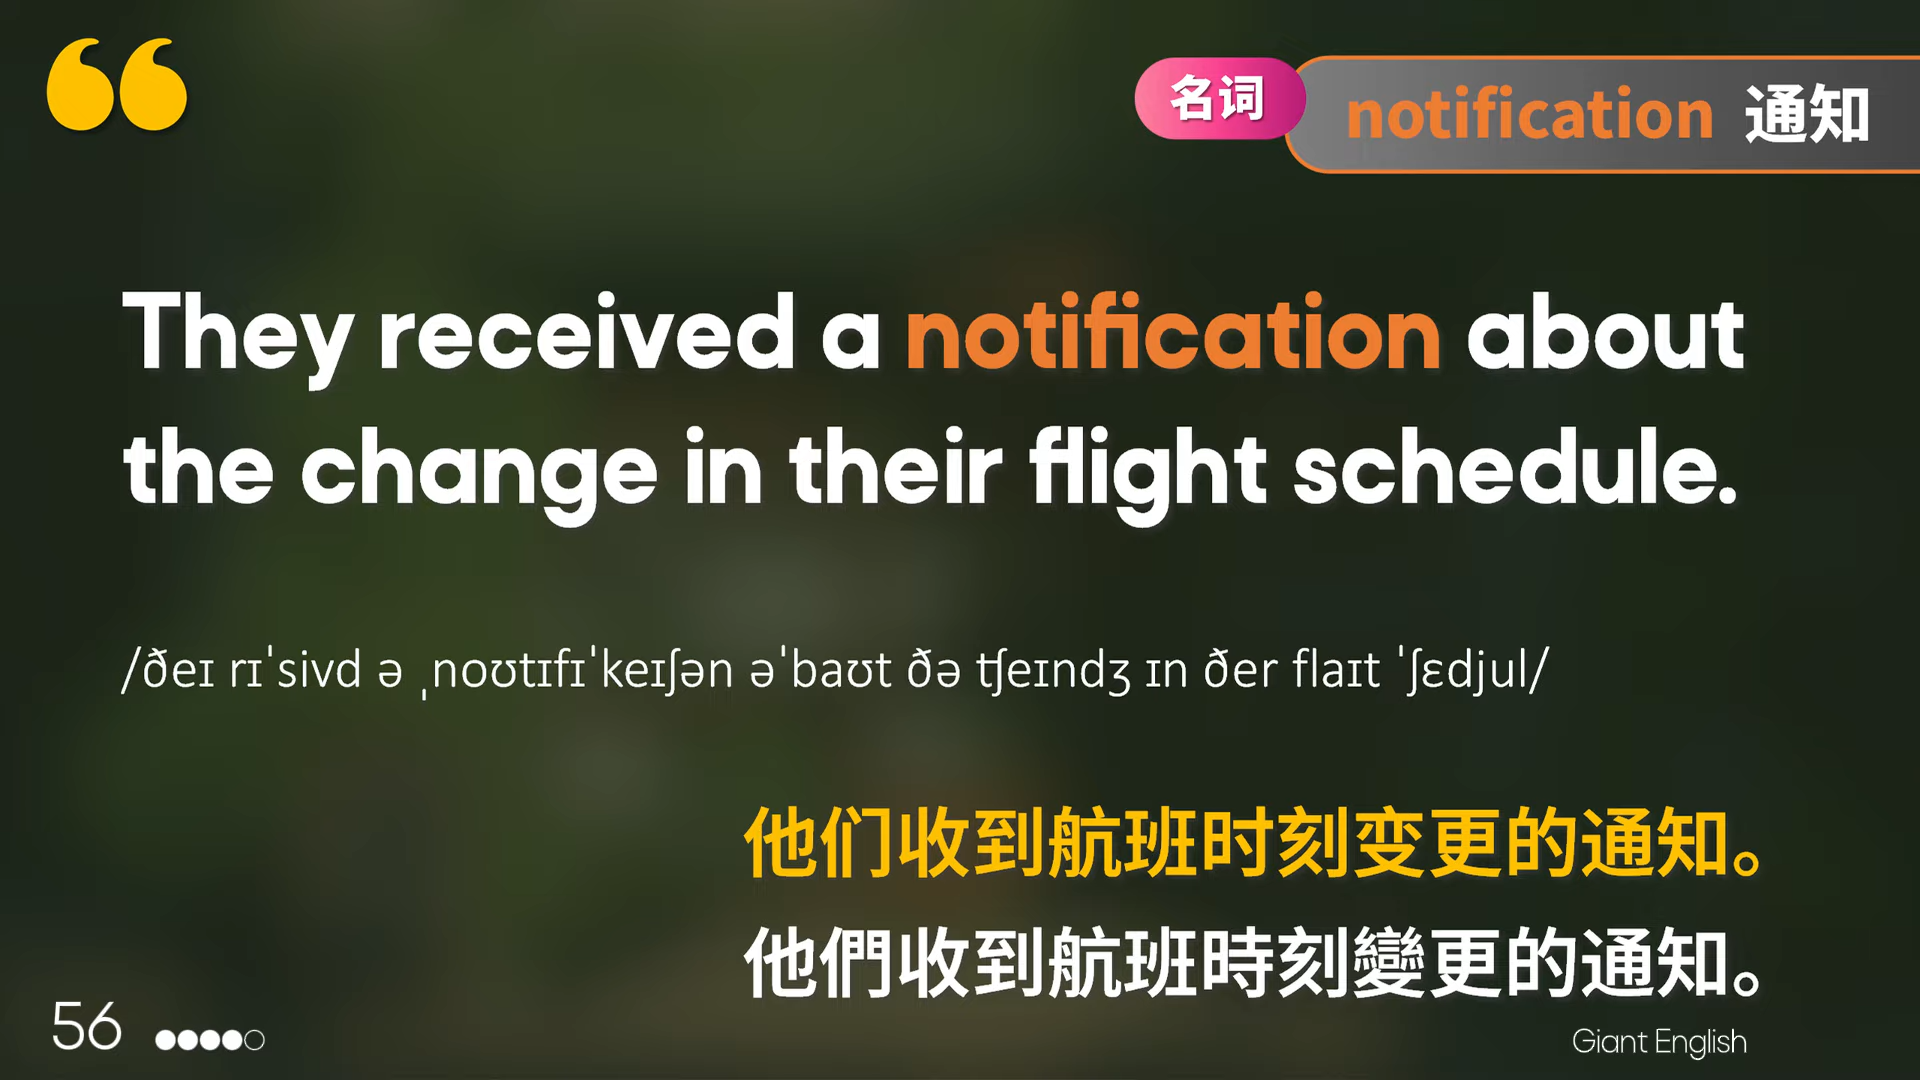 名词
notification 通知
They received a notification about
the change in their flight schedule.
/ðeɪ rɪˈsivd ə ˌnoʊtɪfɪˈkeɪʃən əˈbaʊt ðə ʧeɪndʒ ɪn ðer flaɪt ˈʃɛdjul/
他们收到航班时刻变更的通知。
他們收到航班時刻變更的通知。
56
Giant English